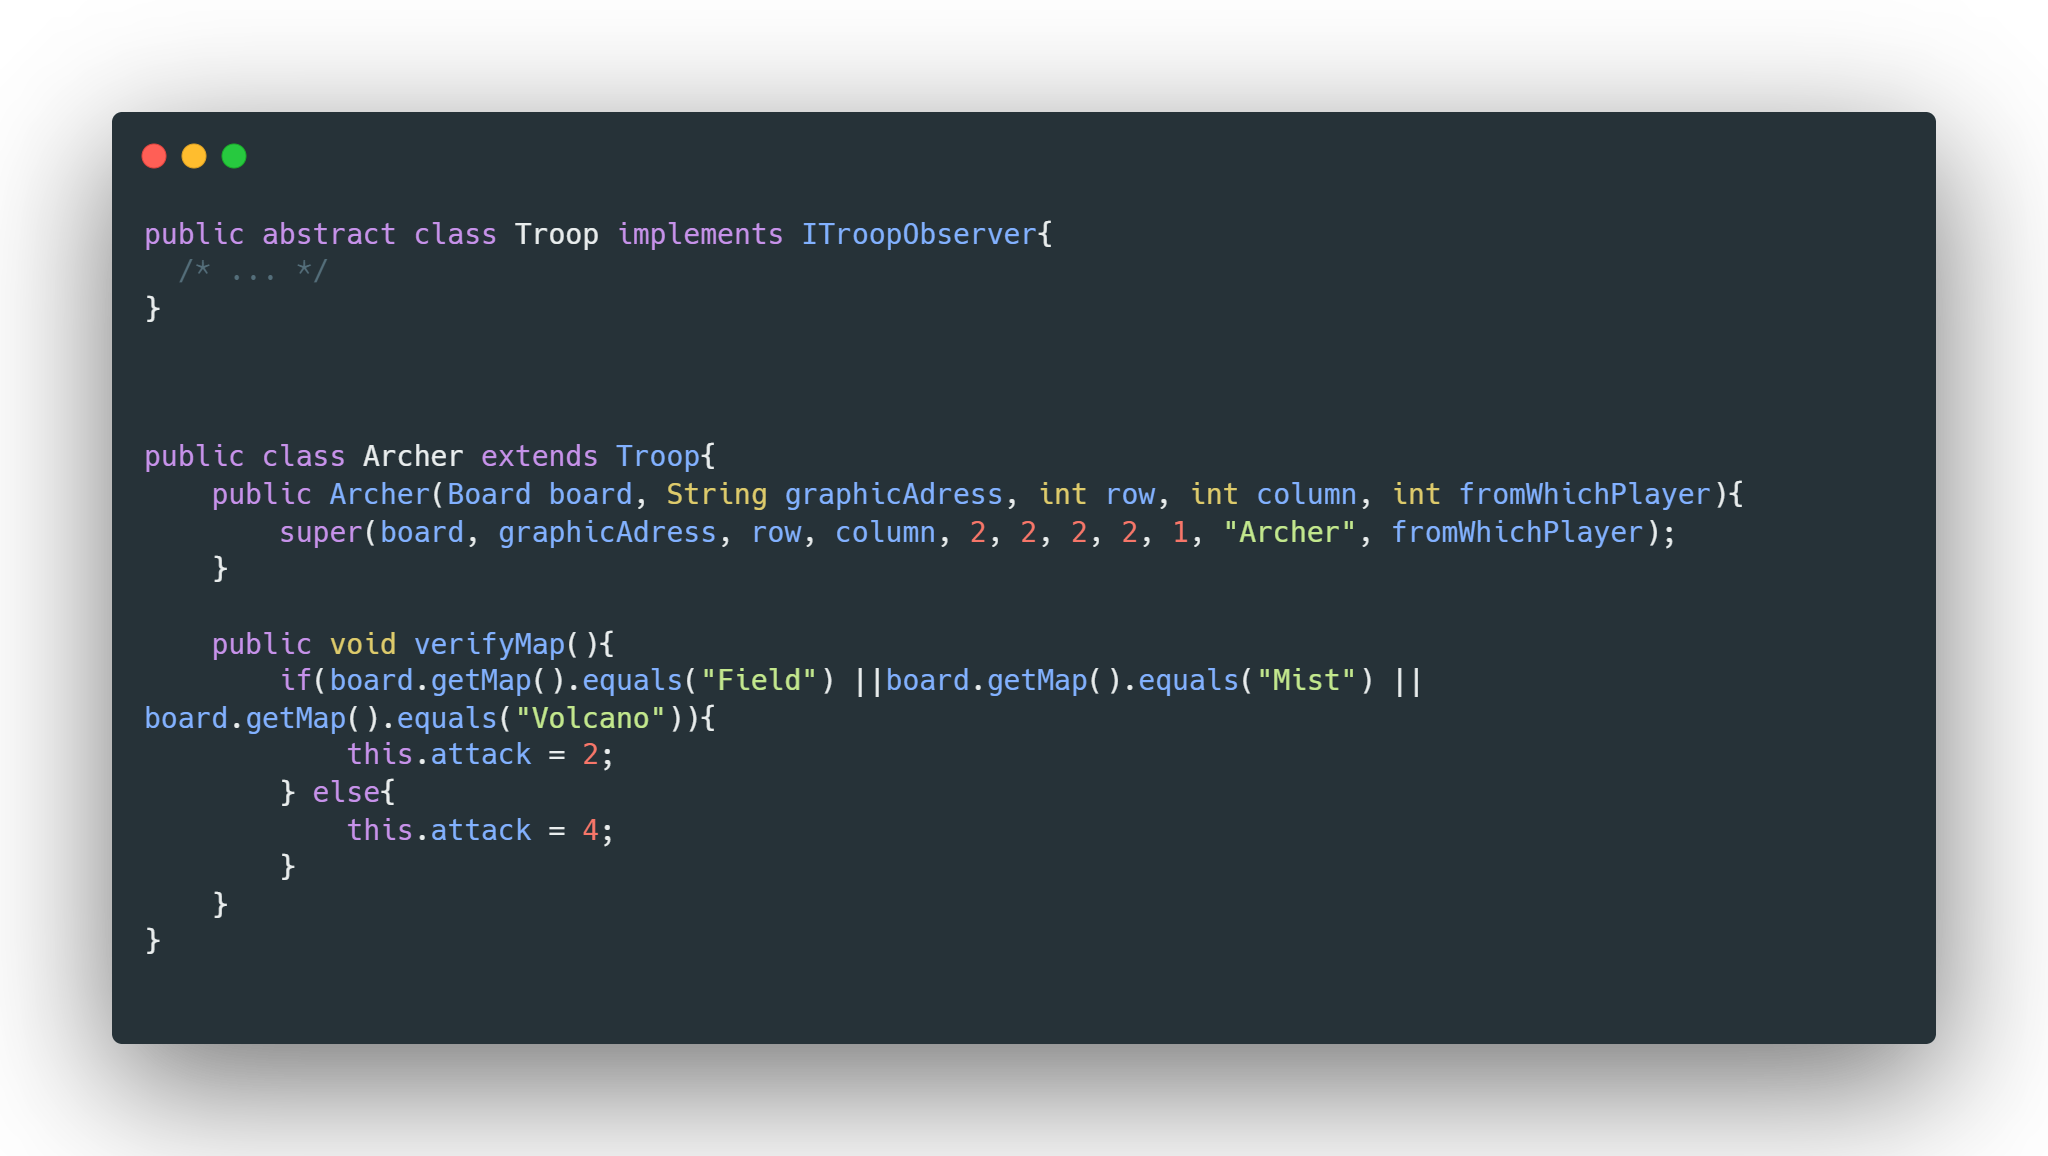 public abstract class Troop implements ITroopObserver{
  /* ... */
}
public class Archer extends Troop{
    public Archer(Board board, String graphicAdress, int row, int column, int fromWhichPlayer){
        super(board, graphicAdress, row, column, 2, 2, 2, 2, 1, "Archer", fromWhichPlayer);
    }
    public void verifyMap(){
        if(board.getMap().equals("Field") ||board.getMap().equals("Mist") ||
board.getMap().equals("Volcano")){
            this.attack = 2;
        } else{
            this.attack = 4;
        }
    }
}